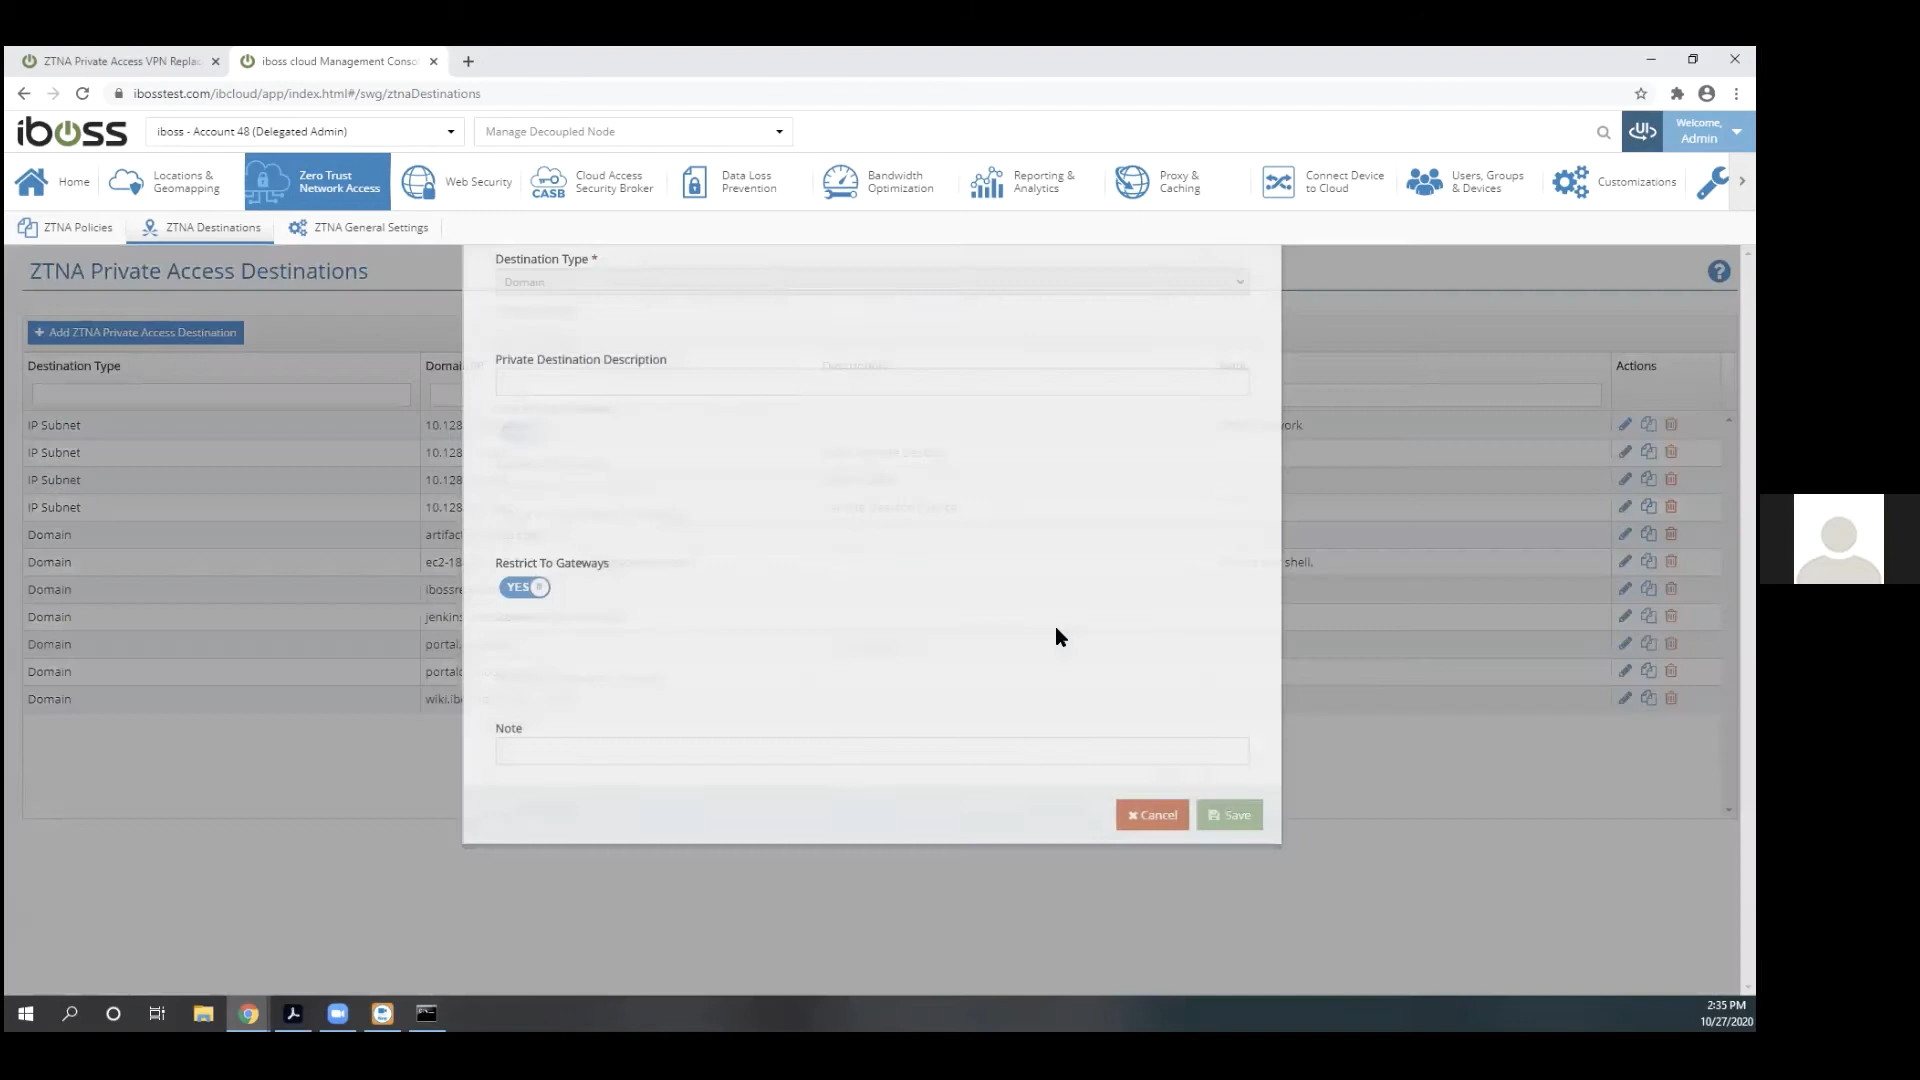 ZTNA Private Access VPN Replac
iboss cloud Management Conso
ibosstest.com/ibcloud/app/index.html#/swg/ztnaDestinations
iboss
iboss - Account 48 (Delegated Admin)
Manage Decoupled Node
Welcome,
Admin
Home
Locations &
Geomapping
Zero Trust
Network Access
Web Security
CASB
Cloud Access
Security Broker
Data Loss
Prevention
Bandwidth
Optimization
Reporting &
Analytics
Proxy &
Caching
Connect Device
to Cloud
Users, Groups
& Devices
Customizations
ZTNA Policies
ZTNA Destinations
ZTNA General Settings
ZTNA Private Access Destinations
+ Add ZTNA Private Access Destination
Destination Type
Domai
Actions
IP Subnet
10.128
IP Subnet
10.128
IP Subnet
10.128
IP Subnet
10.128
Domain
artifac
Domain
ec2-18
shell.
Domain
ibossre
Domain
jenkins
Domain
portal.
Domain
portal
Domain
wiki.ib
Destination Type *
Domain
Private Destination Description
Restrict To Gateways
YES
Note
Cancel
Save
2:35 PM
10/27/2020